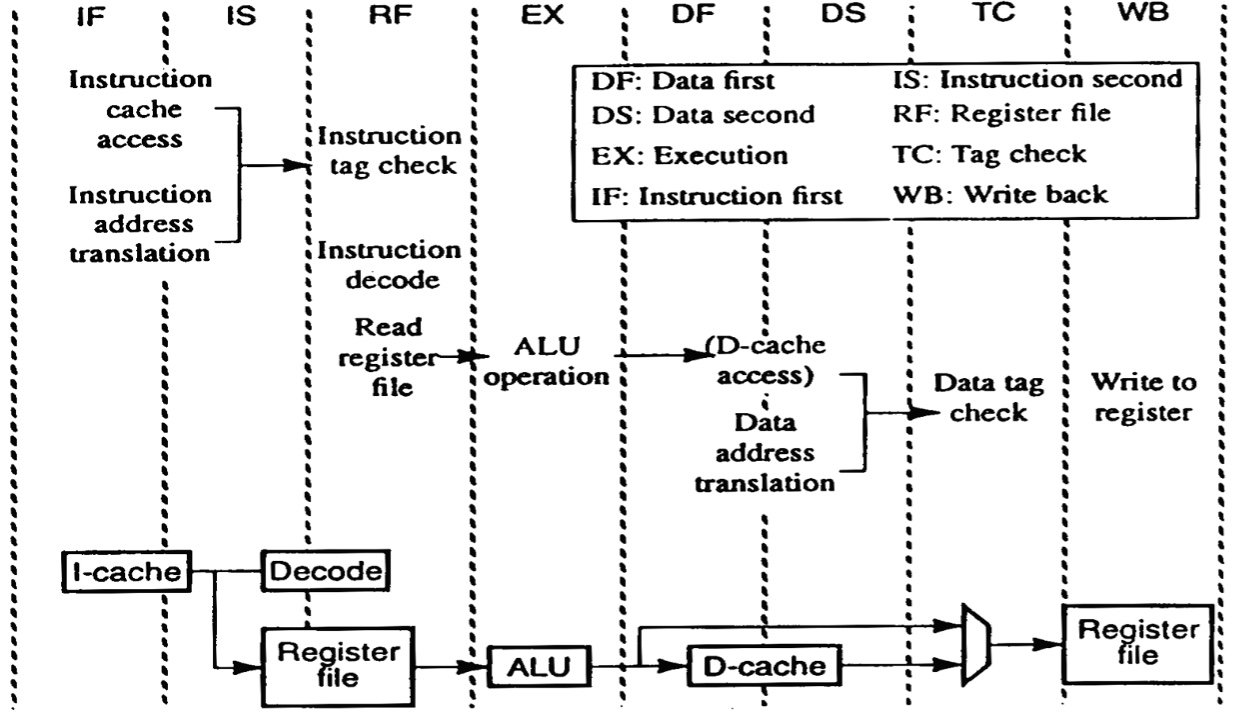 IF IS RF EX DF DS TC WB
DF: Data first IS: Instruction second
DS: Data second RF: Register file
EX: Execution TC: Tag check
IF: Instruction first WB: Write back
Instruction
cache
access
Instruction
address
translation
Instruction
tag check
Instruction
decode
Read
register
file
ALU
operation
(D-cache
access)
Data
address
translation
Data tag
check
Write to
register
I-cache
Decode
Register
file
ALU
D-cache
Register
file